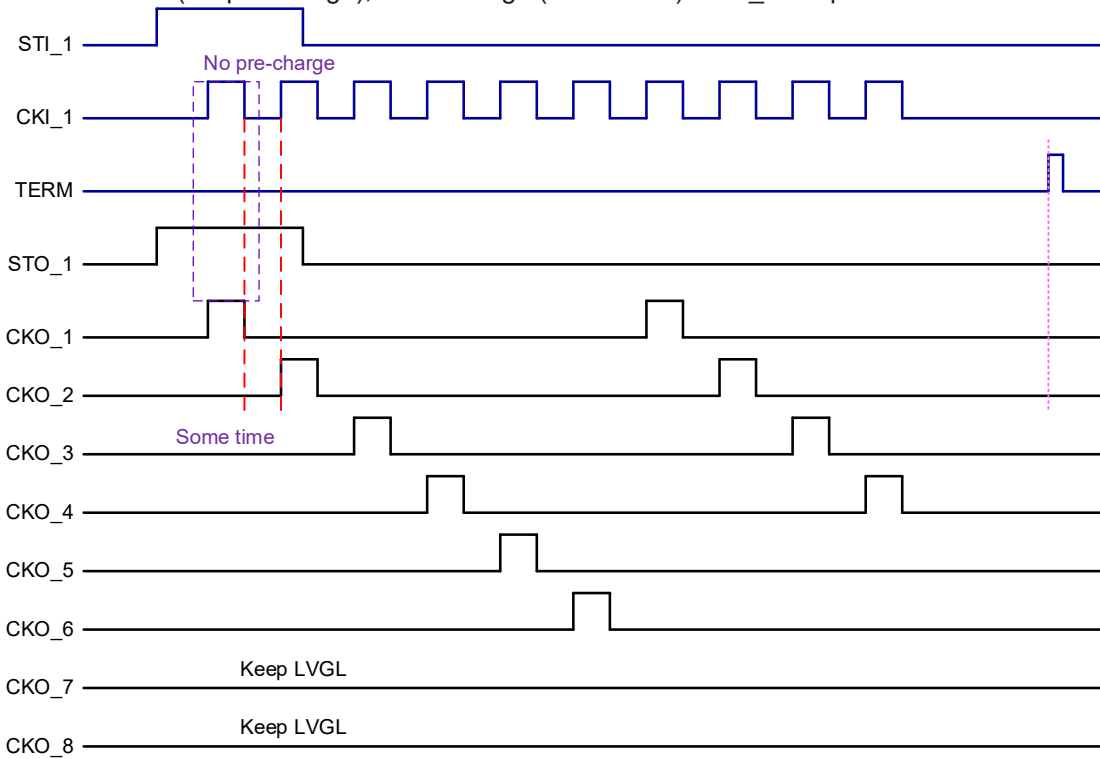 STI_1
No pre-charge
CKI_1
TERM
STO_1
CKO_1
CKO_2
Some time
CKO_3
CKO_4
CKO_5
CKO_6
Keep LVGL
CKO_7
Keep LVGL
CKO_8